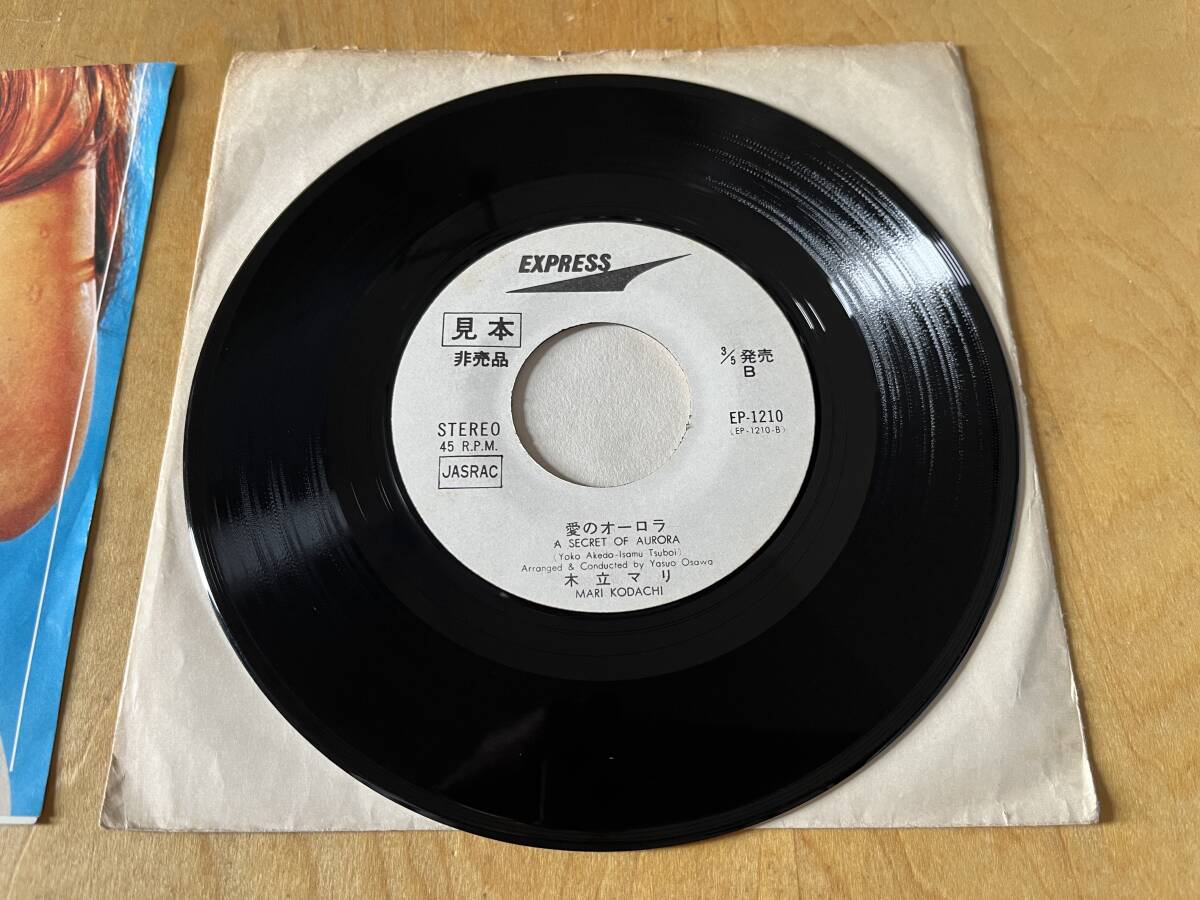 EXPRESS
見本
非売品
3/5 発売
B
STEREO
45 R.P.M.
JASRAC
EP-1210
(EP-1210-B)
愛のオーロラ
A SECRET OF AURORA
(Yoko Akedo-Isamu Tsuboi)
Arranged & Conducted by Yasuo Osawa
木立マリ
MARI KODACHI